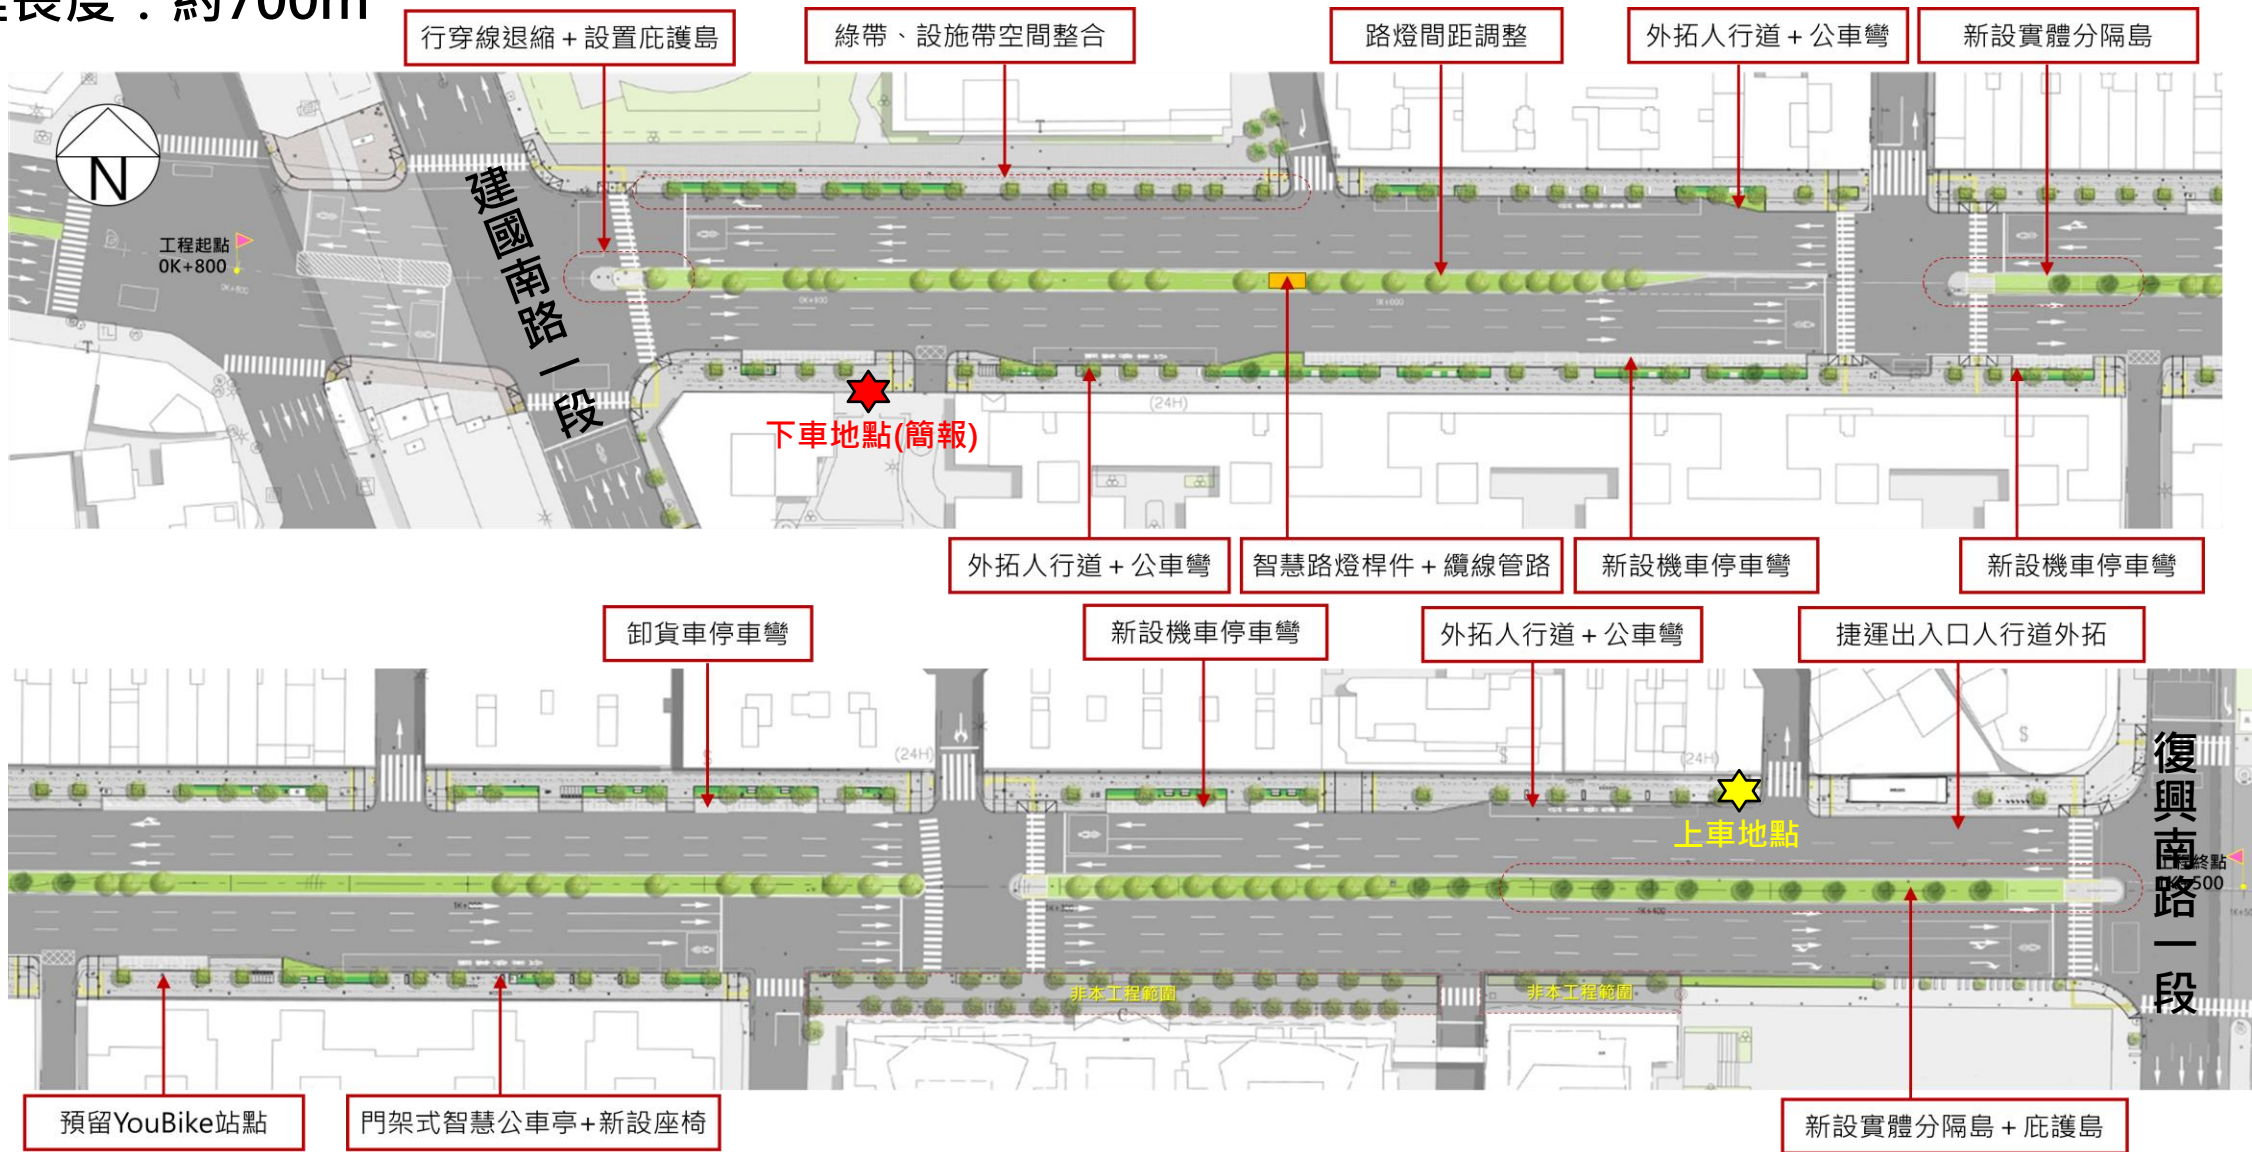 程長度：約700m
行穿線退縮＋設置庇護島
綠帶、設施帶空間整合
路燈間距調整
外拓人行道＋公車彎
新設實體分隔島
N
建國南路一段
工程起點
0K+800
下車地點(簡報)
(24H)
外拓人行道＋公車彎
智慧路燈桿件＋纜線管路
新設機車停車彎
新設機車停車彎
卸貨車停車彎
新設機車停車彎
外拓人行道＋公車彎
捷運出入口人行道外拓
(24H)
(24H)
上車地點
復興南路一段
非本工程範圍
非本工程範圍
預留YouBike站點
門架式智慧公車亭+新設座椅
新設實體分隔島＋庇護島